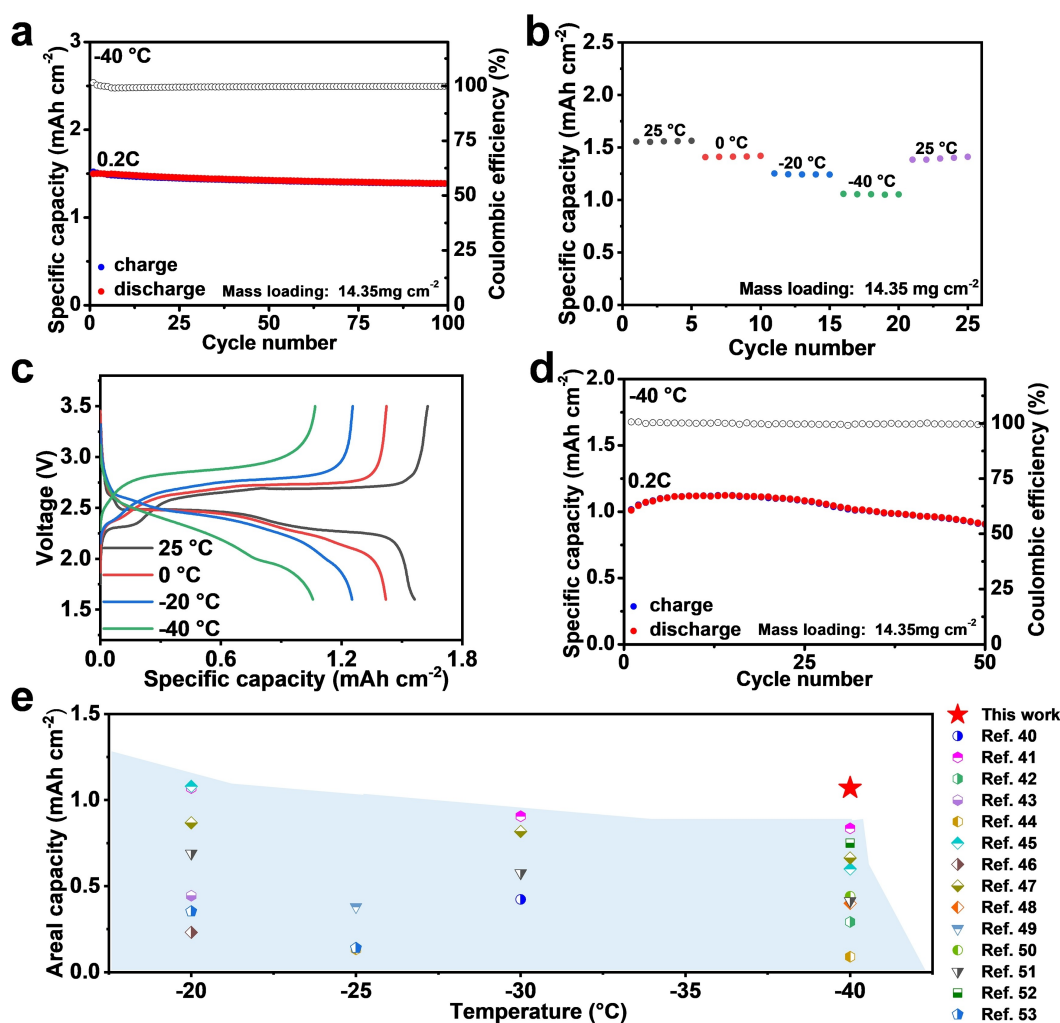 a
-40 °C
0.2C
charge
discharge
Mass loading: 14.35mg cm-2
Specific capacity (mAh cm-2)
Coulombic efficiency (%)
0 1 2 3
0 25 50 75 100
0 25 50 75 100
Cycle number
b
25 °C
0 °C
-20 °C
-40 °C
25 °C
Mass loading: 14.35 mg cm-2
Specific capacity (mAh cm-2)
0.0 0.5 1.0 1.5 2.0 2.5
0 5 10 15 20 25
Cycle number
c
Voltage (V)
1.5 2.0 2.5 3.0 3.5
25 °C
0 °C
-20 °C
-40 °C
0.0 0.6 1.2 1.8
Specific capacity (mAh cm-2)
d
-40 °C
0.2C
charge
discharge
Mass loading: 14.35mg cm-2
Specific capacity (mAh cm-2)
Coulombic efficiency (%)
0.0 0.5 1.0 1.5 2.0
0 25 50 75 100
0 25 50
Cycle number
e
Areal capacity (mAh cm-2)
0.0 0.5 1.0 1.5
-20 -25 -30 -35 -40
Temperature (°C)
This work
Ref. 40
Ref. 41
Ref. 42
Ref. 43
Ref. 44
Ref. 45
Ref. 46
Ref. 47
Ref. 48
Ref. 49
Ref. 50
Ref. 51
Ref. 52
Ref. 53